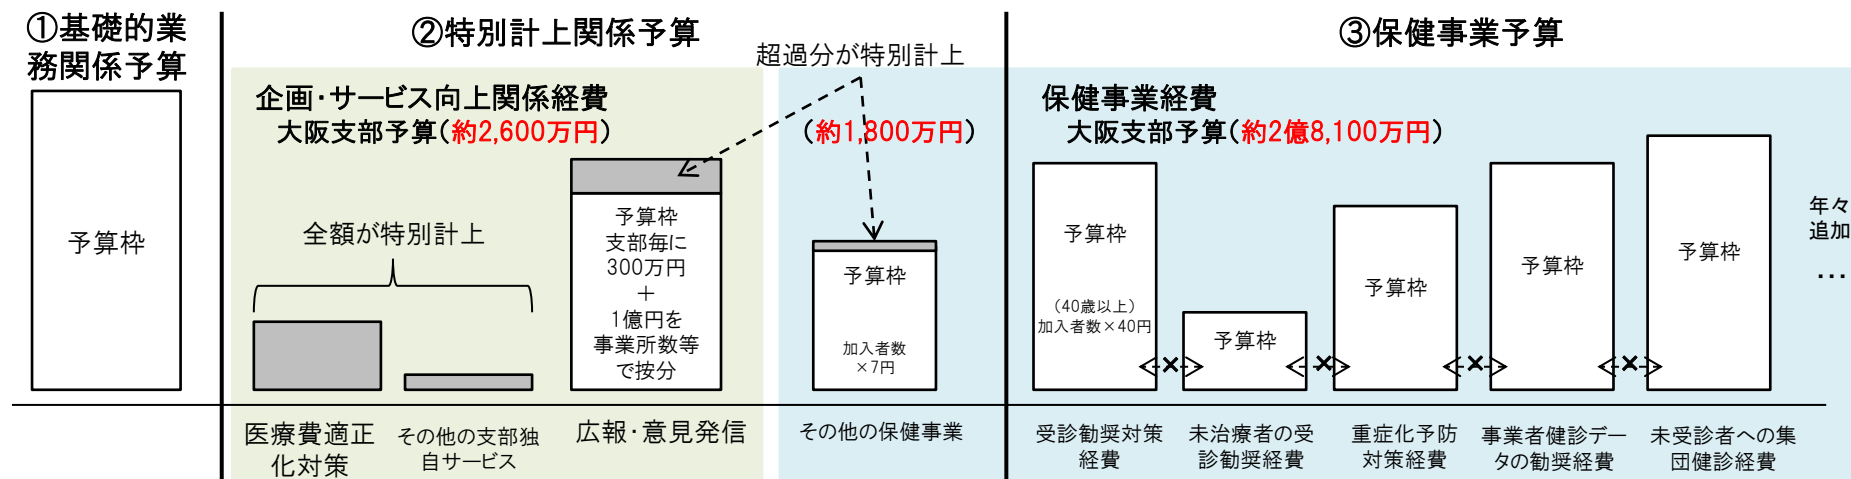 ①基礎的業
務関係予算
予算枠
②特別計上関係予算
超過分が特別計上
企画・サービス向上関係経費
大阪支部予算(約2,600万円)
全額が特別計上
予算枠
支部毎に
300万円
＋
1億円を
事業所数等
で按分
医療費適正
化対策
その他の支部独
自サービス
広報・意見発信
(約1,800万円)
予算枠
加入者数
×7円
その他の保健事業
③保健事業予算
保健事業経費
大阪支部予算(約2億8,100万円)
予算枠
(40歳以上)
加入者数×40円
予算枠
予算枠
予算枠
予算枠
年々
追加
…
受診勧奨対策
経費
未治療者の受
診勧奨経費
重症化予防
対策経費
事業者健診デー
タの勧奨経費
未受診者への集
団健診経費